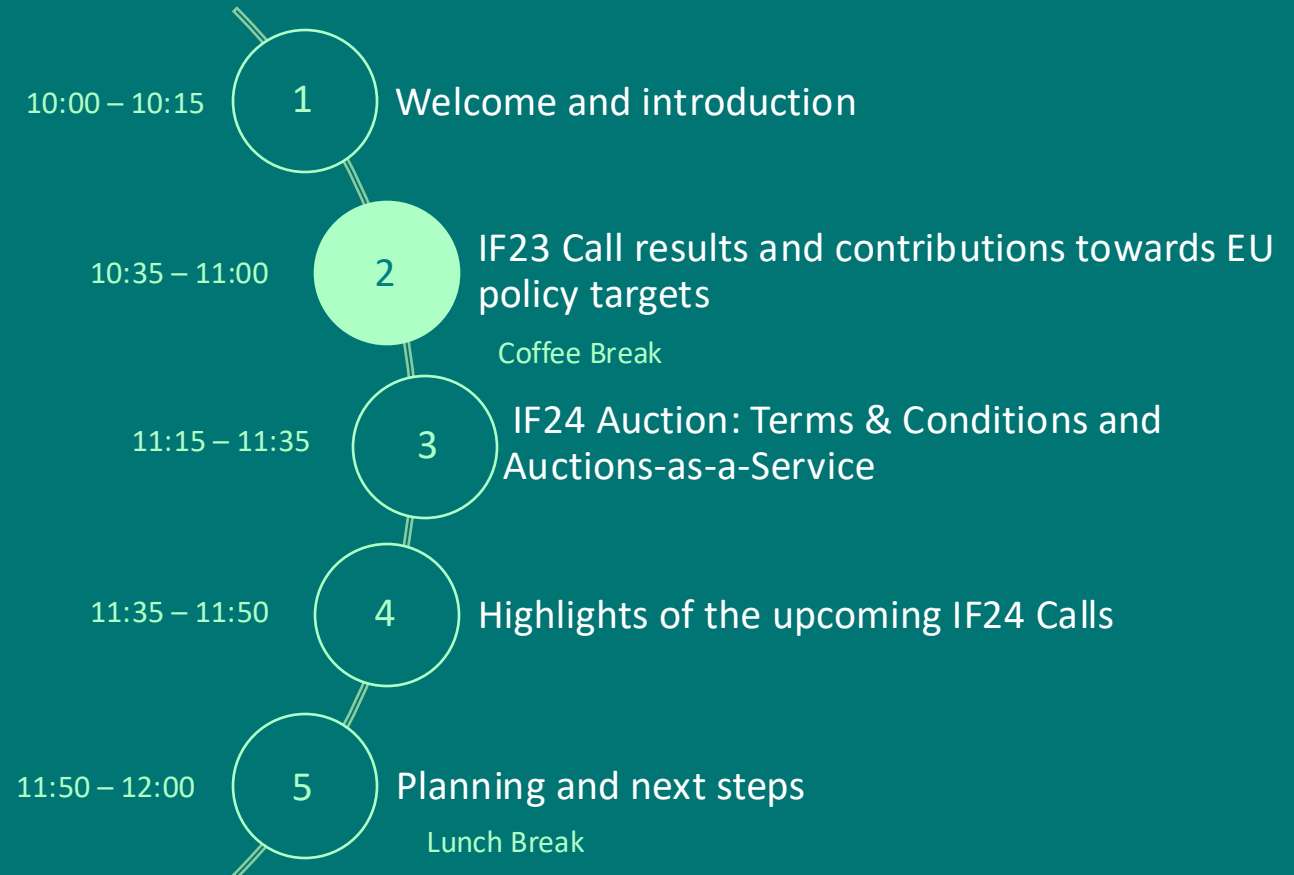 10:00 – 10:15
1
Welcome and introduction
10:35 – 11:00
2
IF23 Call results and contributions towards EU
policy targets
Coffee Break
11:15 – 11:35
3
IF24 Auction: Terms & Conditions and
Auctions-as-a-Service
11:35 – 11:50
4
Highlights of the upcoming IF24 Calls
11:50 – 12:00
5
Planning and next steps
Lunch Break